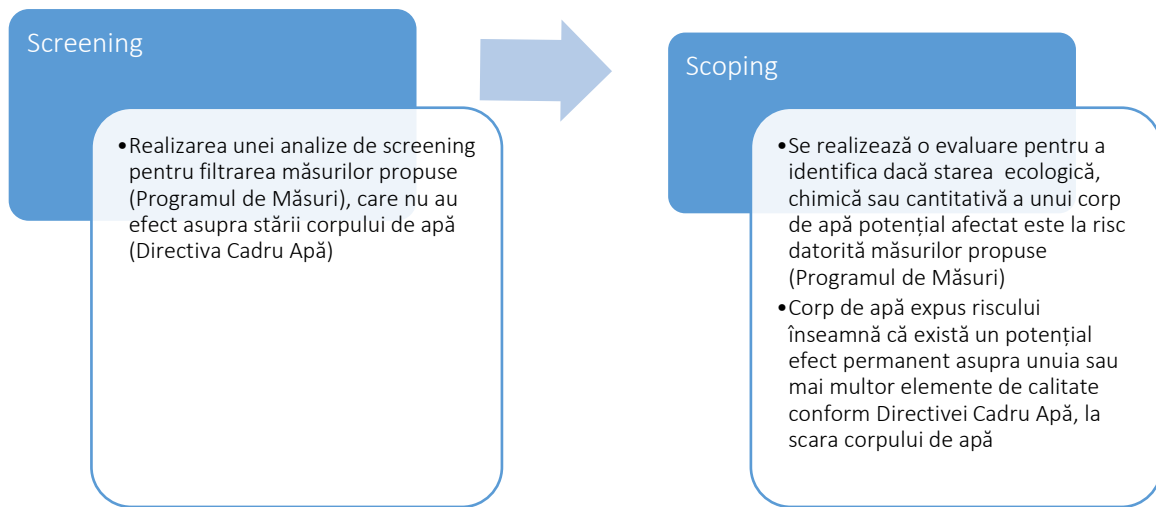 Screening
•Realizarea unei analize de screening
pentru filtrarea măsurilor propuse
(Programul de Măsuri), care nu au
efect asupra stării corpului de apă
(Directiva Cadru Apă)
Scoping
•Se realizează o evaluare pentru a
identifica dacă starea  ecologică,
chimică sau cantitativă a unui corp
de apă potențial afectat este la risc
datorită măsurilor propuse
(Programul de Măsuri)
•Corp de apă expus riscului
înseamnă că există un potențial
efect permanent asupra unuia sau
mai multor elemente de calitate
conform Directivei Cadru Apă, la
scara corpului de apă